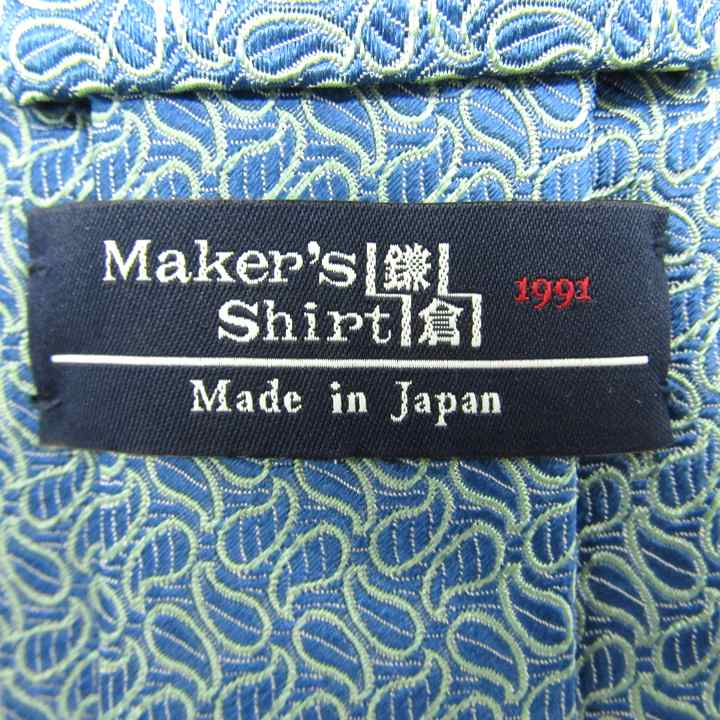 Maker's 鎌 1991
Shirt 倉
Made in Japan